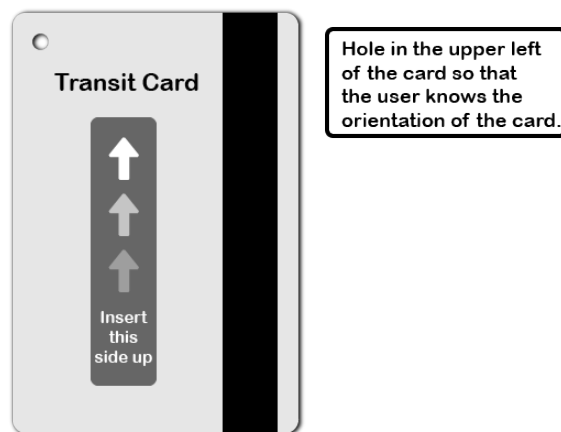 Transit Card
Insert
this
side up
Hole in the upper left
of the card so that
the user knows the
orientation of the card.